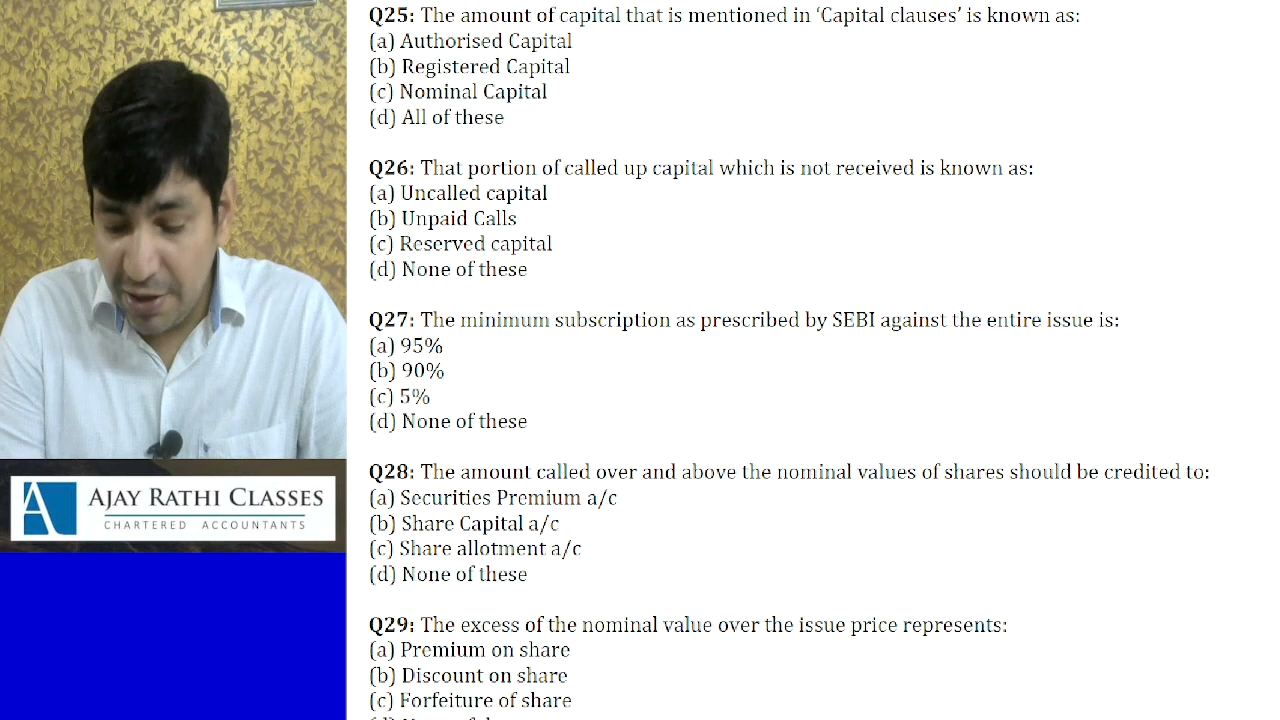 Q25: The amount of capital that is mentioned in ‘Capital clauses’ is known as:
(a) Authorised Capital
(b) Registered Capital
(c) Nominal Capital
(d) All of these
Q26: That portion of called up capital which is not received is known as:
(a) Uncalled capital
(b) Unpaid Calls
(c) Reserved capital
(d) None of these
Q27: The minimum subscription as prescribed by SEBI against the entire issue is:
(a) 95%
(b) 90%
(c) 5%
(d) None of these
Q28: The amount called over and above the nominal values of shares should be credited to:
(a) Securities Premium a/c
(b) Share Capital a/c
(c) Share allotment a/c
(d) None of these
Q29: The excess of the nominal value over the issue price represents:
(a) Premium on share
(b) Discount on share
(c) Forfeiture of share
AJAY RATHI CLASSES
CHARTERED ACCOUNTANTS